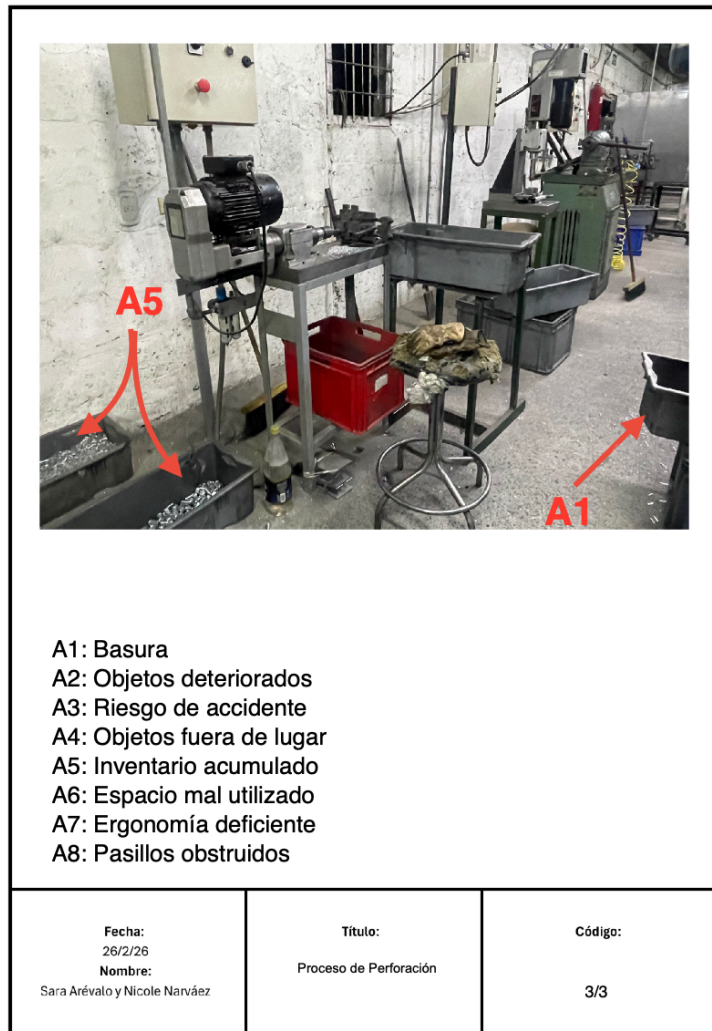 A5
A1
A1: Basura
A2: Objetos deteriorados
A3: Riesgo de accidente
A4: Objetos fuera de lugar
A5: Inventario acumulado
A6: Espacio mal utilizado
A7: Ergonomía deficiente
A8: Pasillos obstruidos
Fecha:
26/2/26
Nombre:
Sara Arévalo y Nicole Narváez
Título:
Proceso de Perforación
Código:
3/3